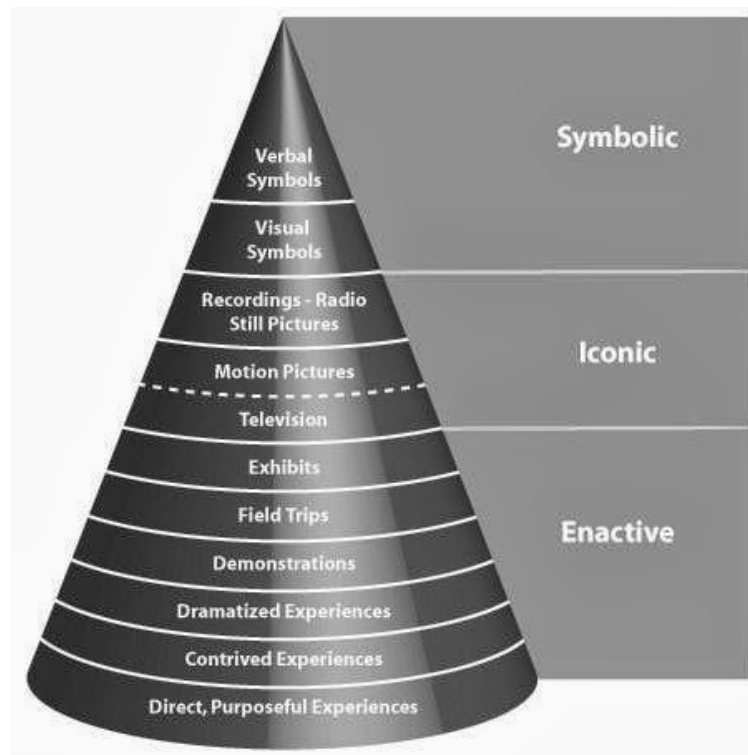 Verbal
Symbols
Visual
Symbols
Recordings - Radio
Still Pictures
Motion Pictures
Television
Exhibits
Field Trips
Demonstrations
Dramatized Experiences
Contrived Experiences
Direct, Purposeful Experiences
Symbolic
Iconic
Enactive